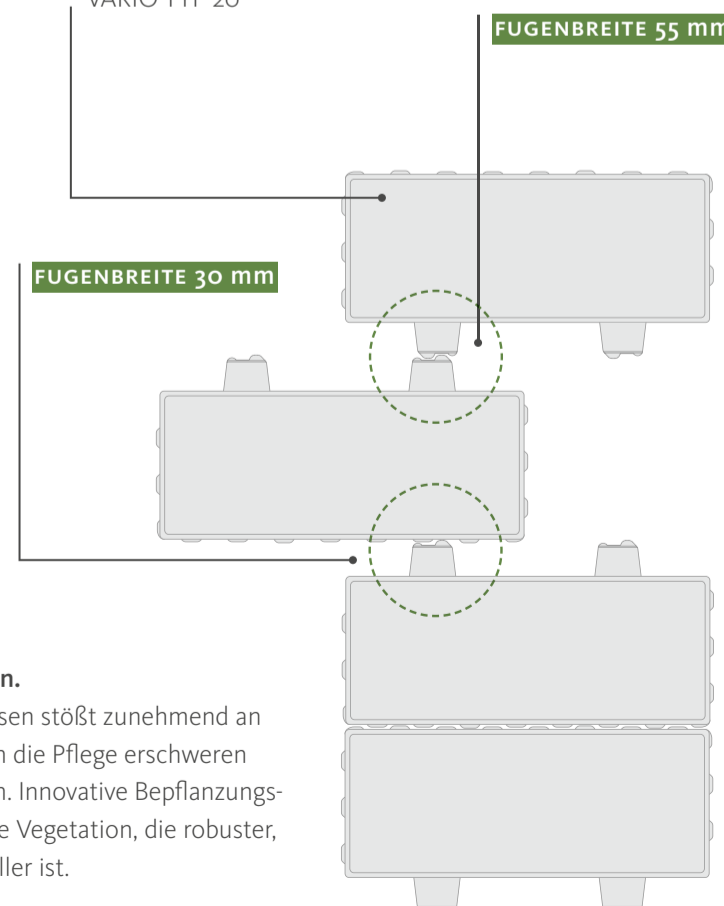 FUGENBREITE 55 mm
FUGENBREITE 30 mm
n.
sen stößt zunehmend an
n die Pflege erschweren
n. Innovative Bepflanzungs-
e Vegetation, die robuster,
ller ist.